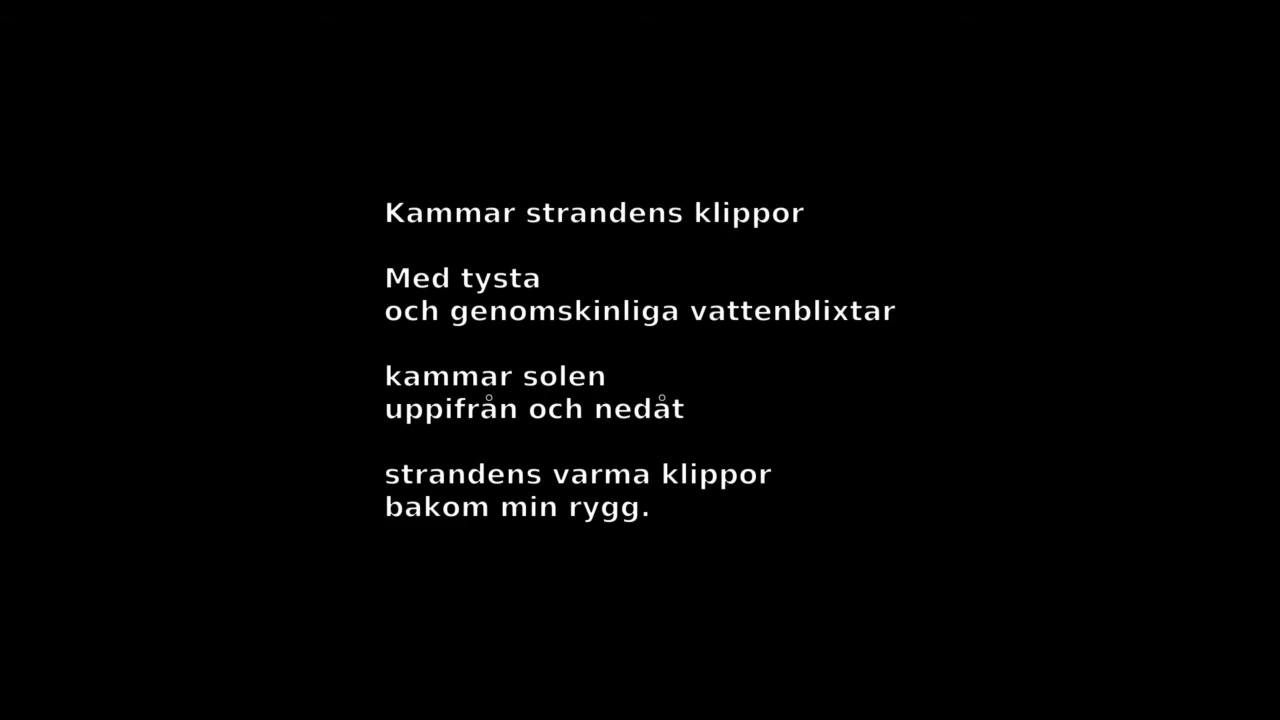 Kammar strandens klippor
Med tysta
och genomskinliga vattenblixtar
kammar solen
uppifrån och nedåt
strandens varma klippor
bakom min rygg.